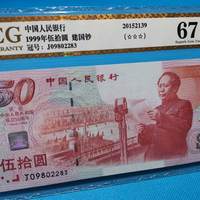 CG
中国人民银行
1999年伍拾圆 建国钞
冠号：J09802283
20152139
(☆☆☆)
67
中国人民银行
50
伍拾圆
J09802283